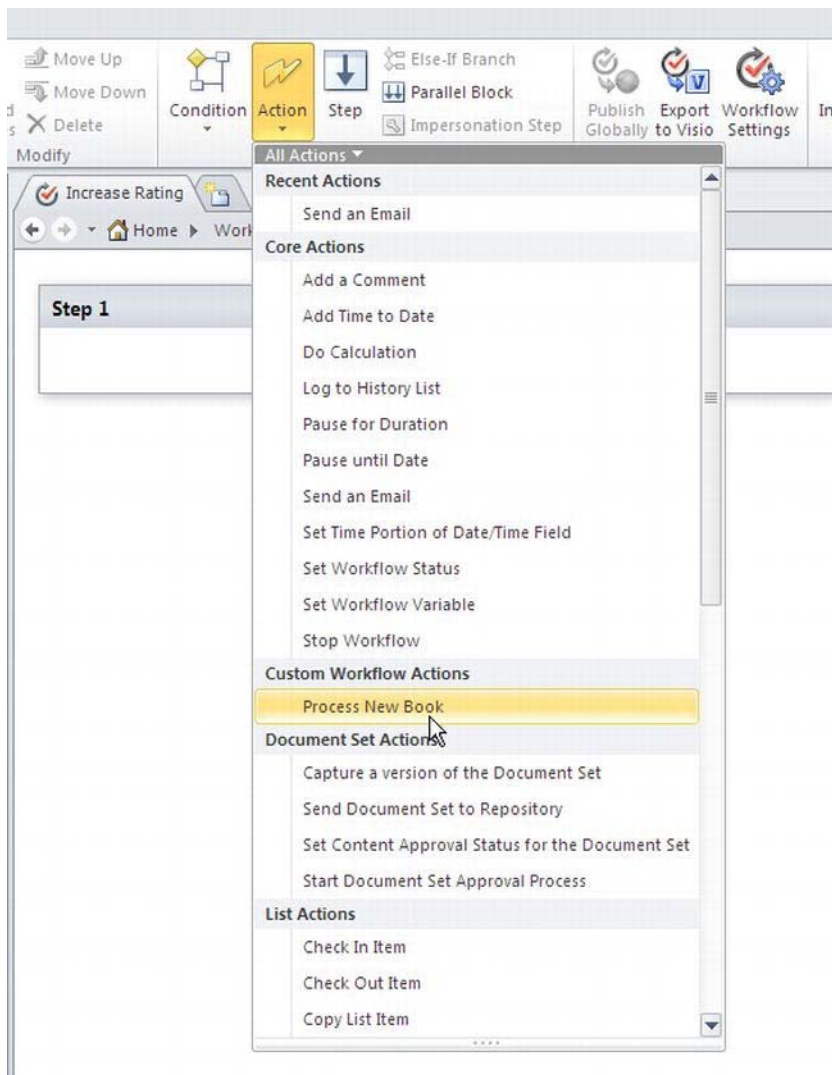 Move Up
Move Down
Delete
Modify
Condition
Action
Step
Else-If Branch
Parallel Block
Impersonation Step
Publish
Globally
Export
to Visio
Workflow
Settings
All Actions
Increase Rating
Home
Recent Actions
Send an Email
Core Actions
Add a Comment
Add Time to Date
Do Calculation
Log to History List
Pause for Duration
Pause until Date
Send an Email
Set Time Portion of Date/Time Field
Set Workflow Status
Set Workflow Variable
Stop Workflow
Custom Workflow Actions
Process New Book
Document Set Actions
Capture a version of the Document Set
Send Document Set to Repository
Set Content Approval Status for the Document Set
Start Document Set Approval Process
List Actions
Check In Item
Check Out Item
Copy List Item
Step 1